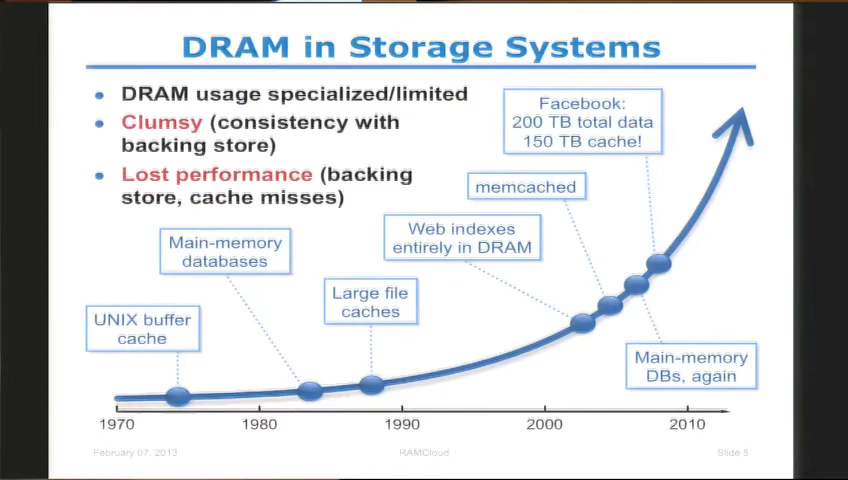 DRAM in Storage Systems
• DRAM usage specialized/limited
• Clumsy (consistency with
backing store)
• Lost performance (backing
store, cache misses)
Facebook:
200 TB total data
150 TB cache!
memcached
Web indexes
entirely in DRAM
Main-memory
databases
Large file
caches
UNIX buffer
cache
Main-memory
DBs, again
1970 1980 1990 2000 2010
February 07, 2013 RAMCloud Slide 5